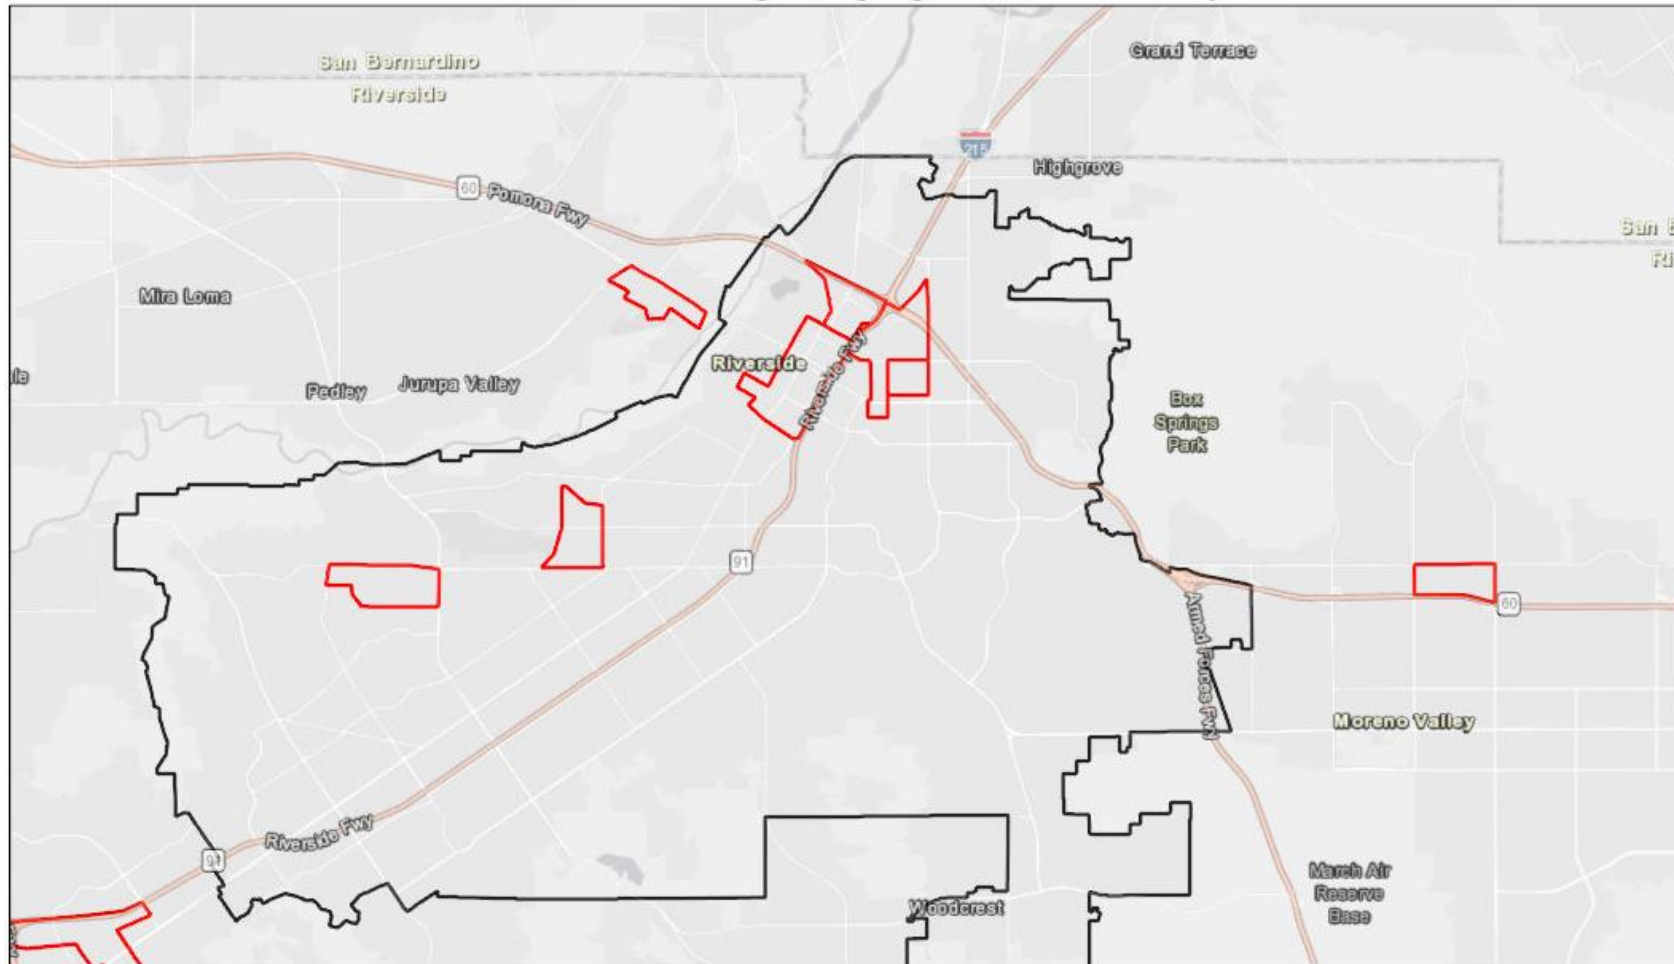 Grand Terrace
San Bernardino
Riverside
215
Highgrove
60
Pomona Fwy
Mira Loma
Riverside
Riverside Fwy
Pedley
Jurupa Valley
Box
Springs
Park
91
60
Armed Forces Fwy
Moreno Valley
Riverside Fwy
91
March Air
Reserve
Base
Woodcrest